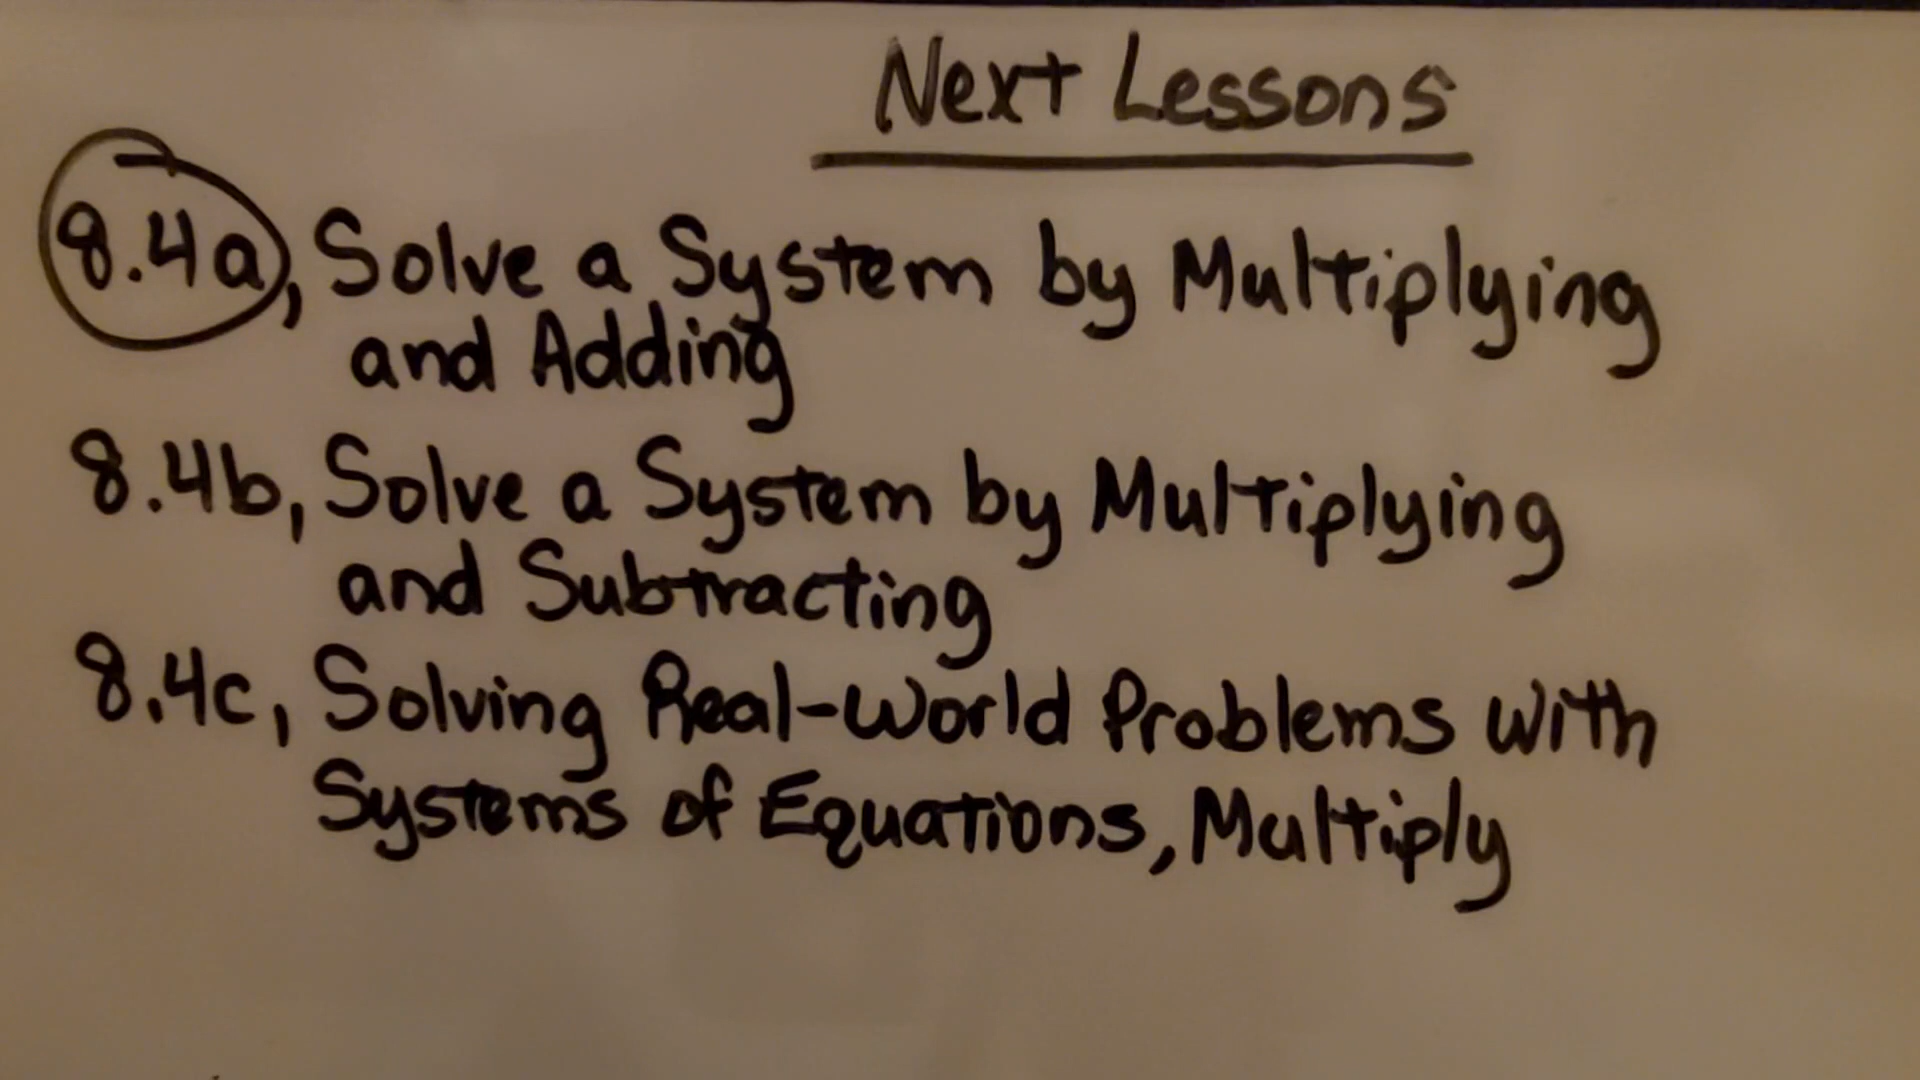 Next Lessons
8.4a, Solve a System by Multiplying
and Adding
8.4b, Solve a System by Multiplying
and Subtracting
8.4c, Solving Real-World Problems with
Systems of Equations, Multiply